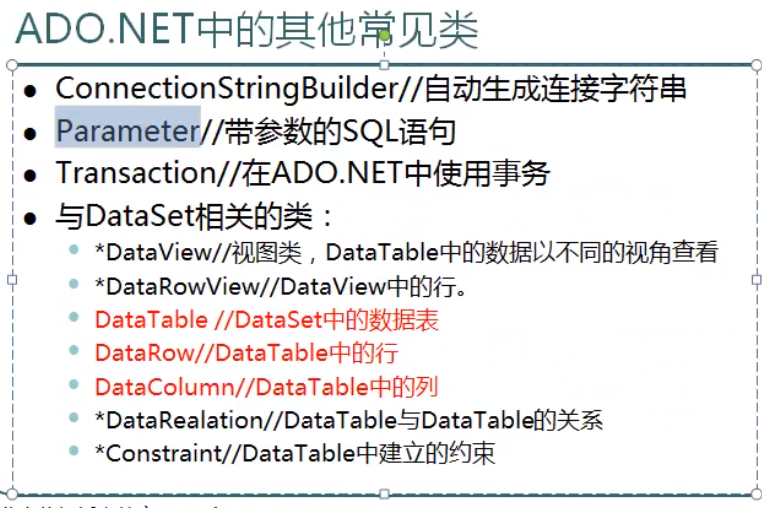 ADO.NET中的其他常见类
ConnectionStringBuilder//自动生成连接字符串
Parameter//带参数的SQL语句
Transaction//在ADO.NET中使用事务
与DataSet相关的类：
*DataView//视图类，DataTable中的数据以不同的视角查看
*DataRowView//DataView中的行。
DataTable //DataSet中的数据表
DataRow//DataTable中的行
DataColumn//DataTable中的列
*DataRealation//DataTable与DataTable的关系
*Constraint//DataTable中建立的约束